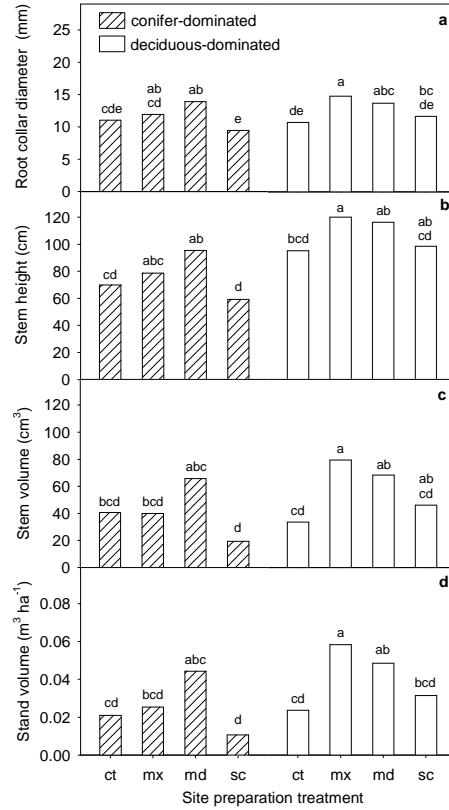 30
conifer-dominated
a
25
deciduous-dominated
Root collar diameter (mm)
20
ab
ab
a
15
cde
cd
e
de
abc
bc
de
10
5
0
b
120
a
ab
ab
cd
100
ab
bcd
Stem height (cm)
80
cd
abc
d
60
40
20
0
120
c
100
Stem volume (cm³)
80
abc
a
ab
ab
cd
60
bcd
bcd
cd
40
d
20
0
0.08
d
Stand volume (m³ ha⁻¹)
0.06
a
abc
ab
0.04
cd
bcd
d
cd
bcd
0.02
0.00
ct mx md sc ct mx md sc
Site preparation treatment